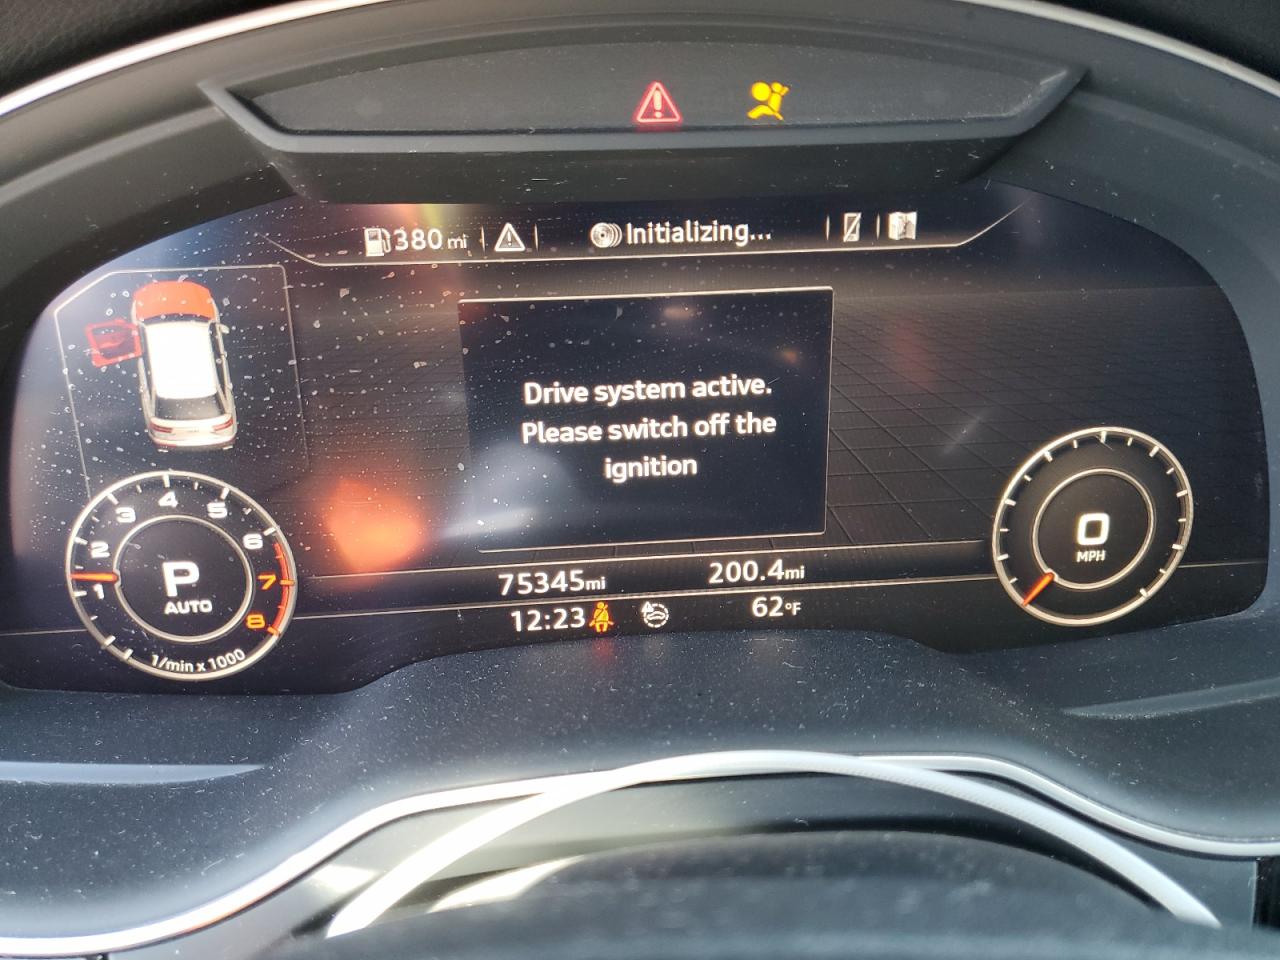 380 mi
Initializing...
Drive system active.
Please switch off the
ignition
1
2
3
4
5
6
7
8
P
AUTO
1/min x 1000
0
MPH
75345mi
200.4mi
12:23
62°F